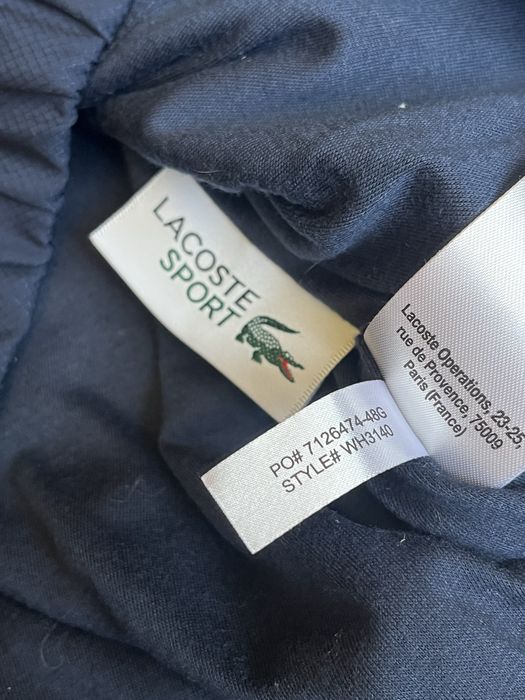 LACOSTE
SPORT
Lacoste Operations, 23-25,
rue de Provence, 75009
Paris (France)
PO# 7126474-48G
STYLE# WH3140